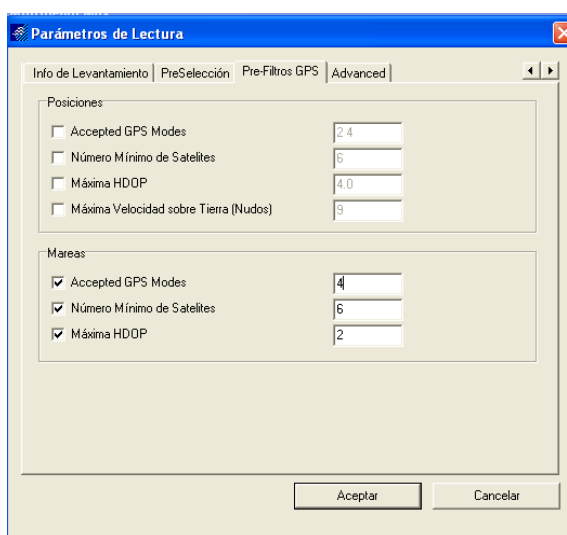 Parámetros de Lectura
Info de Levantamiento PreSelección Pre-Filtros GPS Advanced
Posiciones
Accepted GPS Modes 2 4
Número Mínimo de Satelites 6
Máxima HDOP 4.0
Máxima Velocidad sobre Tierra (Nudos) 9
Mareas
Accepted GPS Modes 4
Número Mínimo de Satelites 6
Máxima HDOP 2
Aceptar Cancelar